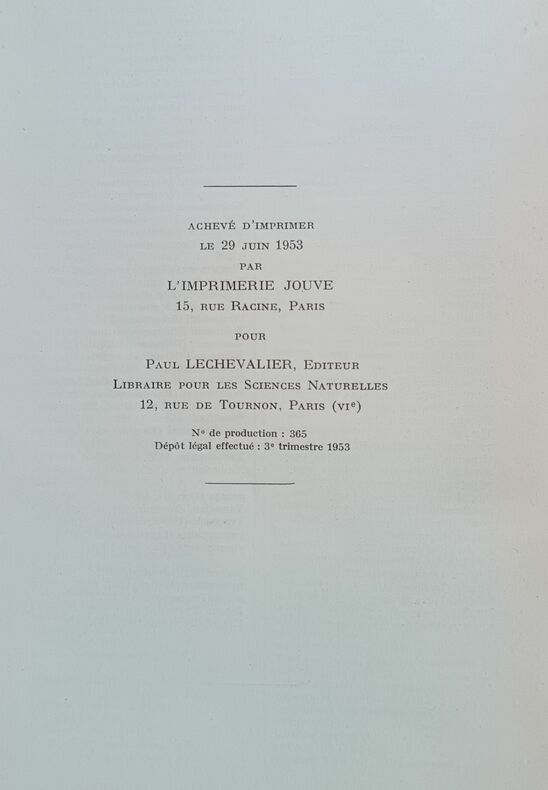 ACHEVÉ D'IMPRIMER
LE 29 JUIN 1953
PAR
L'IMPRIMERIE JOUVE
15, RUE RACINE, PARIS
POUR
PAUL LECHEVALIER, EDITEUR
LIBRAIRE POUR LES SCIENCES NATURELLES
12, RUE DE TOURNON, PARIS (VIe)
No de production : 365
Dépôt légal effectué : 3e trimestre 1953